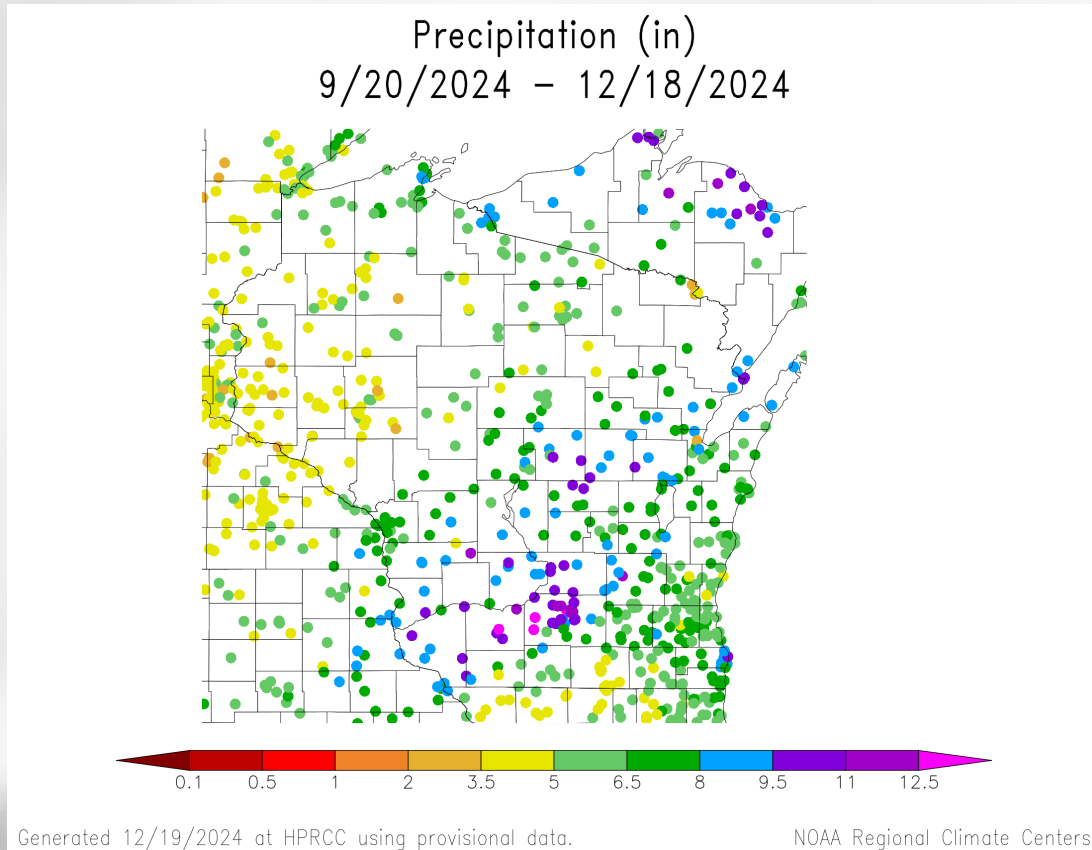 Precipitation (in)
9/20/2024 – 12/18/2024
0.1 0.5 1 2 3.5 5 6.5 8 9.5 11 12.5
Generated 12/19/2024 at HPRCC using provisional data. NOAA Regional Climate Centers